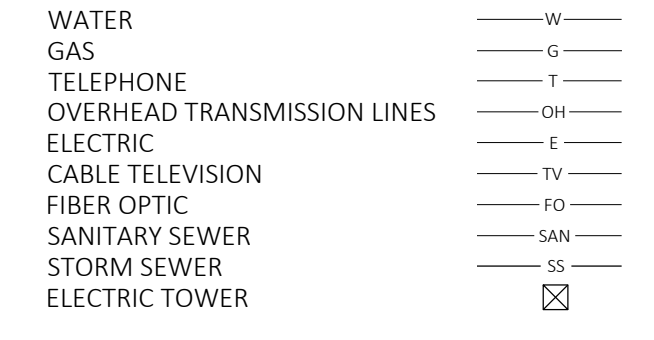 WATER W
GAS G
TELEPHONE T
OVERHEAD TRANSMISSION LINES OH
ELECTRIC E
CABLE TELEVISION TV
FIBER OPTIC FO
SANITARY SEWER SAN
STORM SEWER SS
ELECTRIC TOWER